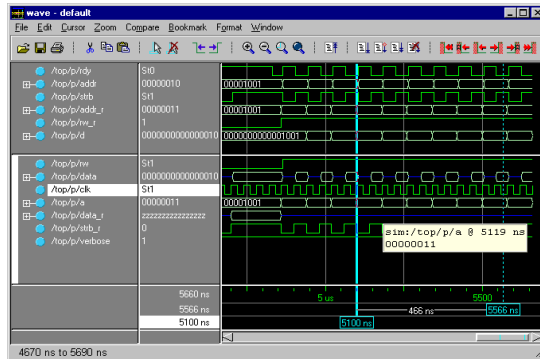 wave - default
File Edit Cursor Zoom Compare Bookmark Format Window
/top/p/rdy St0
/top/p/addr 00000010 00001001
/top/p/strb St1
/top/p/addr_r 00000011 00001001
/top/p/rw_r 1
/top/p/d 0000000000000010 0000000000001001
/top/p/rw St1
/top/p/data 0000000000000010
/top/p/clk St1
/top/p/a 00000011 00001001
/top/p/data_r zzzzzzzzzzzzzzzz
/top/p/strb_r 0
/top/p/verbose 1
sim:/top/p/a @ 5119 ns
00000011
5660 ns 5 us 5500
5566 ns 466 ns 5566 ns
5100 ns 5100 ns
4670 ns to 5690 ns